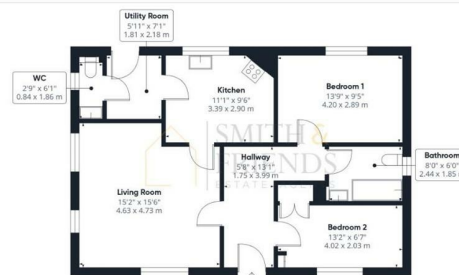 Utility Room
5'11" x 7'1"
1.81 x 2.18 m
WC
2'9" x 6'1"
0.84 x 1.86 m
Kitchen
11'1" x 9'6"
3.39 x 2.90 m
Bedroom 1
13'9" x 9'5"
4.20 x 2.89 m
SMITH &
FRIENDS
ESTATE AGENTS
Hallway
5'8" x 13'1"
1.75 x 3.99 m
Bathroom
8'0" x 6'0"
2.44 x 1.85 m
Living Room
15'2" x 15'6"
4.63 x 4.73 m
Bedroom 2
13'2" x 6'7"
4.02 x 2.03 m